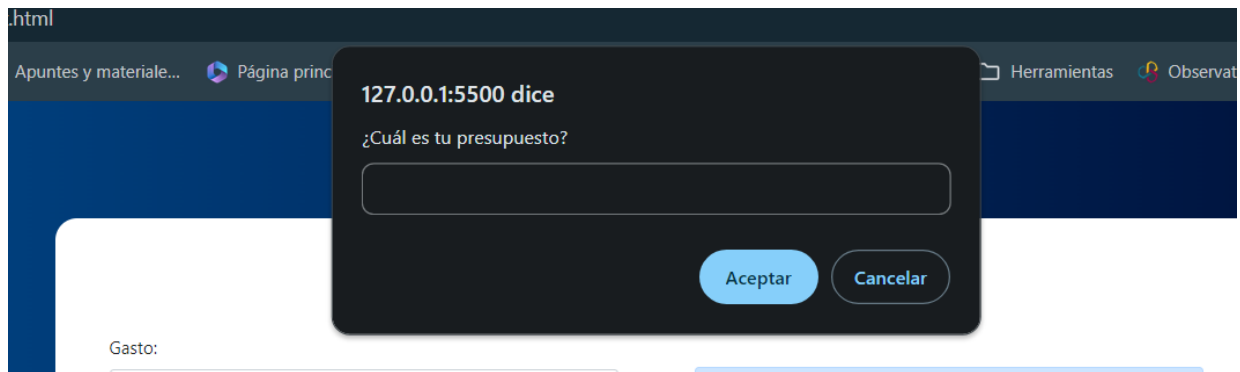 .html
Apuntes y materiale... Página princ Herramientas Observat
127.0.0.1:5500 dice
¿Cuál es tu presupuesto?
Aceptar Cancelar
Gasto: